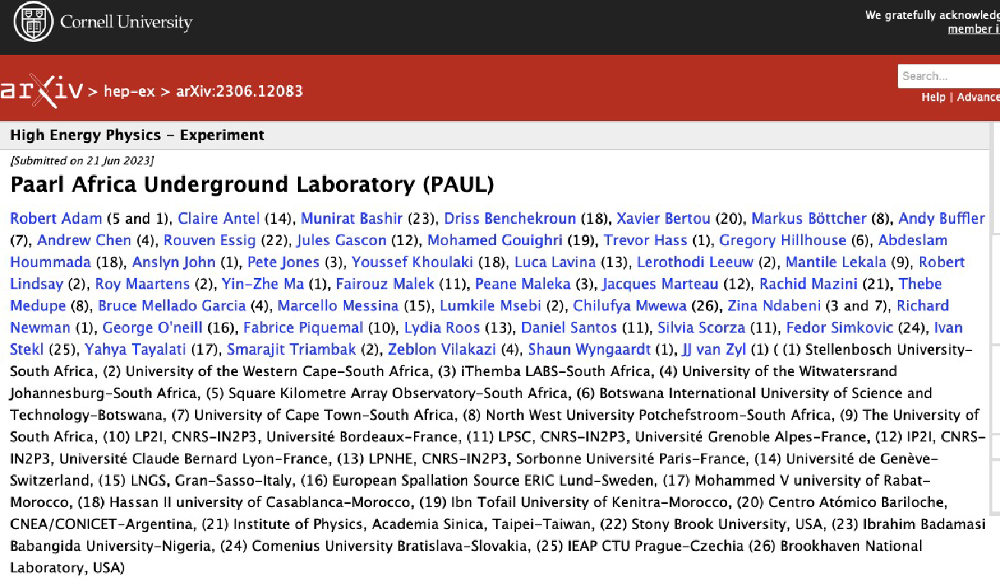 Cornell University
We gratefully acknowledg
member i
arXiv > hep-ex > arXiv:2306.12083
Search...
Help | Advance
High Energy Physics – Experiment
[Submitted on 21 Jun 2023]
Paarl Africa Underground Laboratory (PAUL)
Robert Adam (5 and 1), Claire Antel (14), Munirat Bashir (23), Driss Benchekroun (18), Xavier Bertou (20), Markus Böttcher (8), Andy Buffler
(7), Andrew Chen (4), Rouven Essig (22), Jules Gascon (12), Mohamed Gouighri (19), Trevor Hass (1), Gregory Hillhouse (6), Abdeslam
Hoummada (18), Anslyn John (1), Pete Jones (3), Youssef Khoulaki (18), Luca Lavina (13), Lerothodi Leeuw (2), Mantile Lekala (9), Robert
Lindsay (2), Roy Maartens (2), Yin-Zhe Ma (1), Fairouz Malek (11), Peane Maleka (3), Jacques Marteau (12), Rachid Mazini (21), Thebe
Medupe (8), Bruce Mellado Garcia (4), Marcello Messina (15), Lumkile Msebi (2), Chilufya Mwewa (26), Zina Ndabeni (3 and 7), Richard
Newman (1), George O'neill (16), Fabrice Piquemal (10), Lydia Roos (13), Daniel Santos (11), Silvia Scorza (11), Fedor Simkovic (24), Ivan
Stekl (25), Yahya Tayalati (17), Smarajit Triambak (2), Zeblon Vilakazi (4), Shaun Wyngaardt (1), JJ van Zyl (1) ( (1) Stellenbosch University-
South Africa, (2) University of the Western Cape-South Africa, (3) iThemba LABS-South Africa, (4) University of the Witwatersrand
Johannesburg-South Africa, (5) Square Kilometre Array Observatory-South Africa, (6) Botswana International University of Science and
Technology-Botswana, (7) University of Cape Town-South Africa, (8) North West University Potchefstroom-South Africa, (9) The University of
South Africa, (10) LP2I, CNRS-IN2P3, Université Bordeaux-France, (11) LPSC, CNRS-IN2P3, Université Grenoble Alpes-France, (12) IP2I, CNRS-
IN2P3, Université Claude Bernard Lyon-France, (13) LPNHE, CNRS-IN2P3, Sorbonne Université Paris-France, (14) Université de Genève-
Switzerland, (15) LNGS, Gran-Sasso-Italy, (16) European Spallation Source ERIC Lund-Sweden, (17) Mohammed V university of Rabat-
Morocco, (18) Hassan II university of Casablanca-Morocco, (19) Ibn Tofail University of Kenitra-Morocco, (20) Centro Atómico Bariloche,
CNEA/CONICET-Argentina, (21) Institute of Physics, Academia Sinica, Taipei-Taiwan, (22) Stony Brook University, USA, (23) Ibrahim Badamasi
Babangida University-Nigeria, (24) Comenius University Bratislava-Slovakia, (25) IEAP CTU Prague-Czechia (26) Brookhaven National
Laboratory, USA)